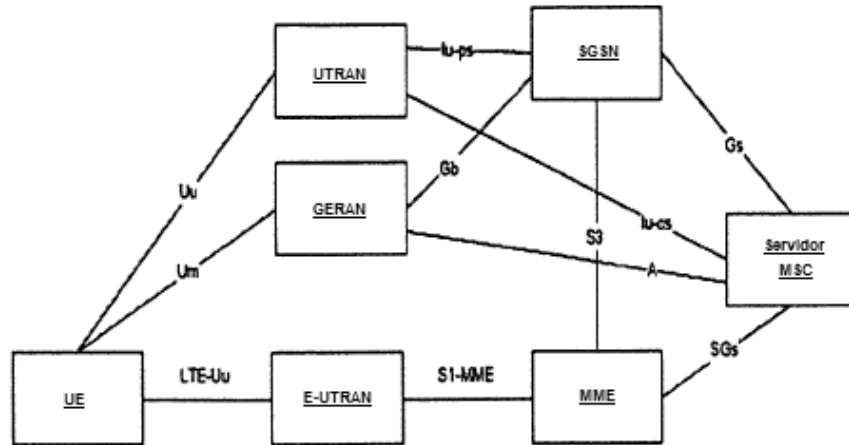 Iu-ps
SGSN
UTRAN
Gs
Gb
Uu
GERAN
Iu-cs
S3
Servidor
MSC
Um
A
SGs
LTE-Uu
S1-MME
UE
E-UTRAN
MME